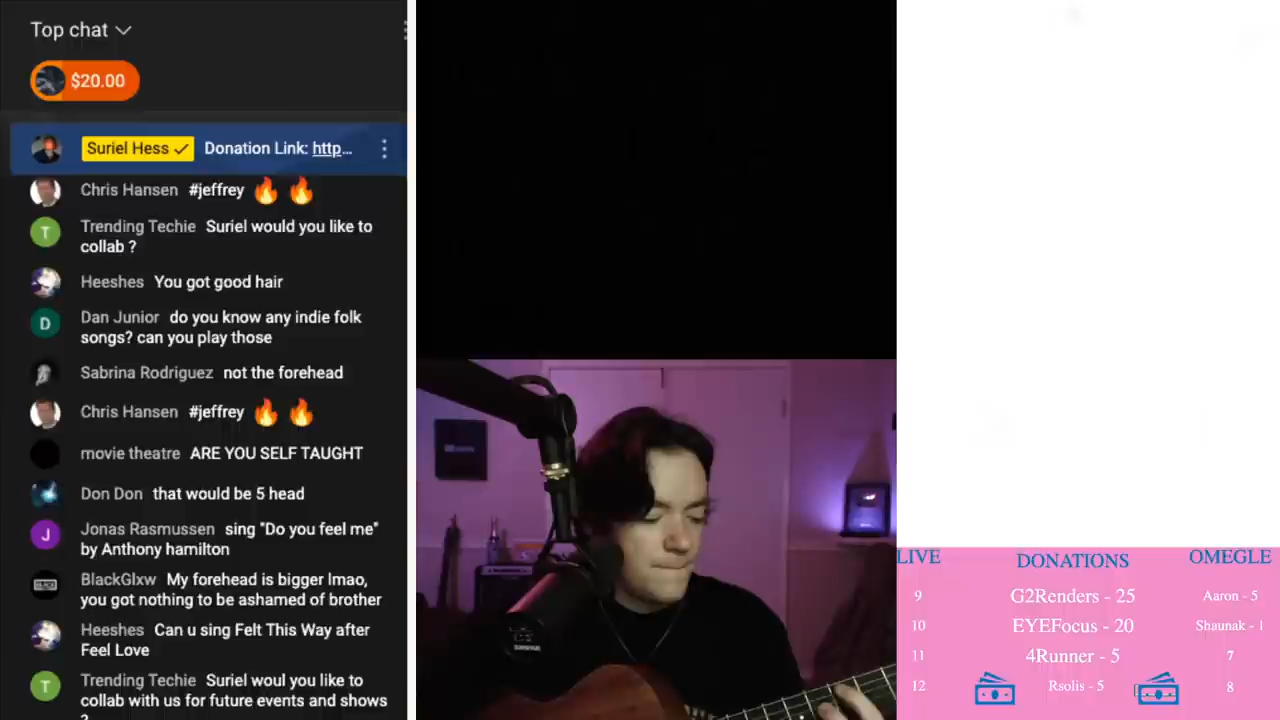 Top chat
$20.00
Suriel Hess Donation Link: http...
Chris Hansen #jeffrey
Trending Techie Suriel would you like to
collab ?
Heeshes You got good hair
Dan Junior do you know any indie folk
songs? can you play those
Sabrina Rodriguez not the forehead
Chris Hansen #jeffrey
movie theatre ARE YOU SELF TAUGHT
Don Don that would be 5 head
Jonas Rasmussen sing "Do you feel me"
by Anthony hamilton
BlackGlxw My forehead is bigger lmao,
you got nothing to be ashamed of brother
Heeshes Can u sing Felt This Way after
Feel Love
Trending Techie Suriel woul you like to
collab with us for future events and shows
?
T
D
T
J
BLACK
T
LIVE DONATIONS OMEGLE
9 G2Renders - 25 Aaron - 5
10 EYEFocus - 20 Shaunak - 1
11 4Runner - 5 7
12 Rsolis - 5 8